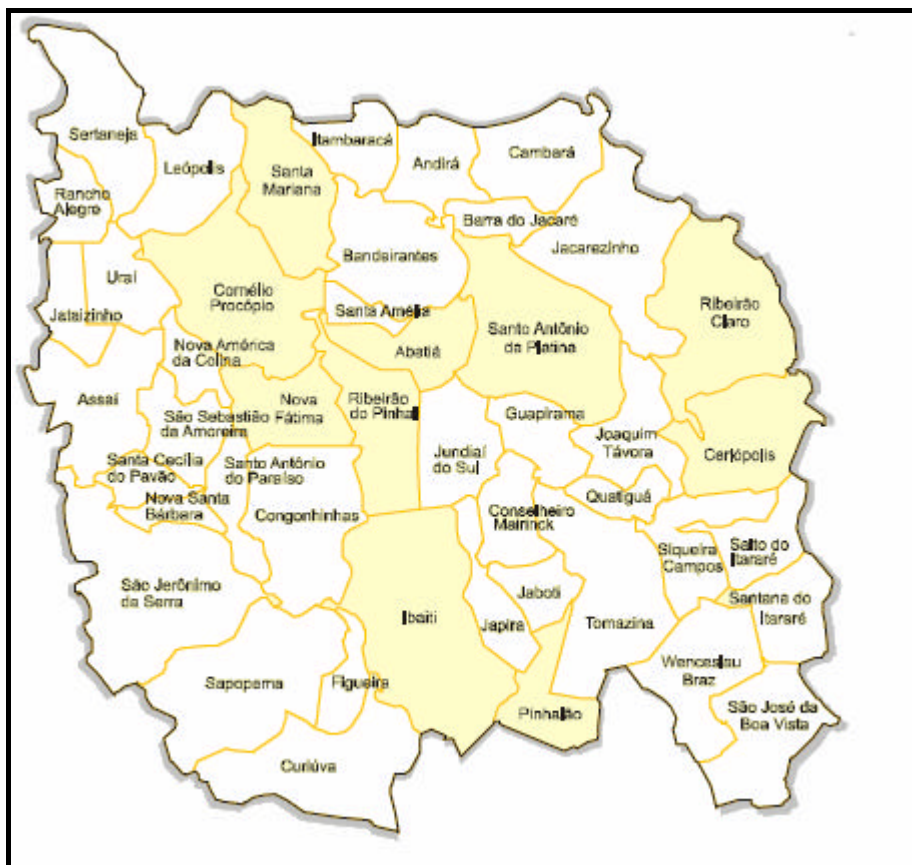 Sertaneja
Leópolis
Santa
Mariana
Itambaracá
Andirá
Cambará
Rancho
Alegre
Barra do Jacaré
Jacarezinho
Bandeirantes
Uraí
Jataizinho
Cornélio
Procópio
Santa Amélia
Abatiá
Santo Antônio
da Platina
Ribeirão
Claro
Nova América
da Colina
Assaí
São Sebastião
da Amoreira
Nova
Fátima
Ribeirão
do Pinhal
Guapirama
Jundiaí
do Sul
Joaquim
Távora
Carlópolis
Santa Cecília
do Pavão
Santo Antônio
do Paraíso
Nova Santa
Bárbara
Congonhinhas
Conselheiro
Mairinck
Quatiguá
Siqueira
Campos
Salto do
Itararé
São Jerônimo
da Serra
Ibaiti
Jaboti
Japira
Tomazina
Santana do
Itararé
Sapopema
Figueira
Pinhalão
Wenceslau
Braz
São José da
Boa Vista
Curiúva